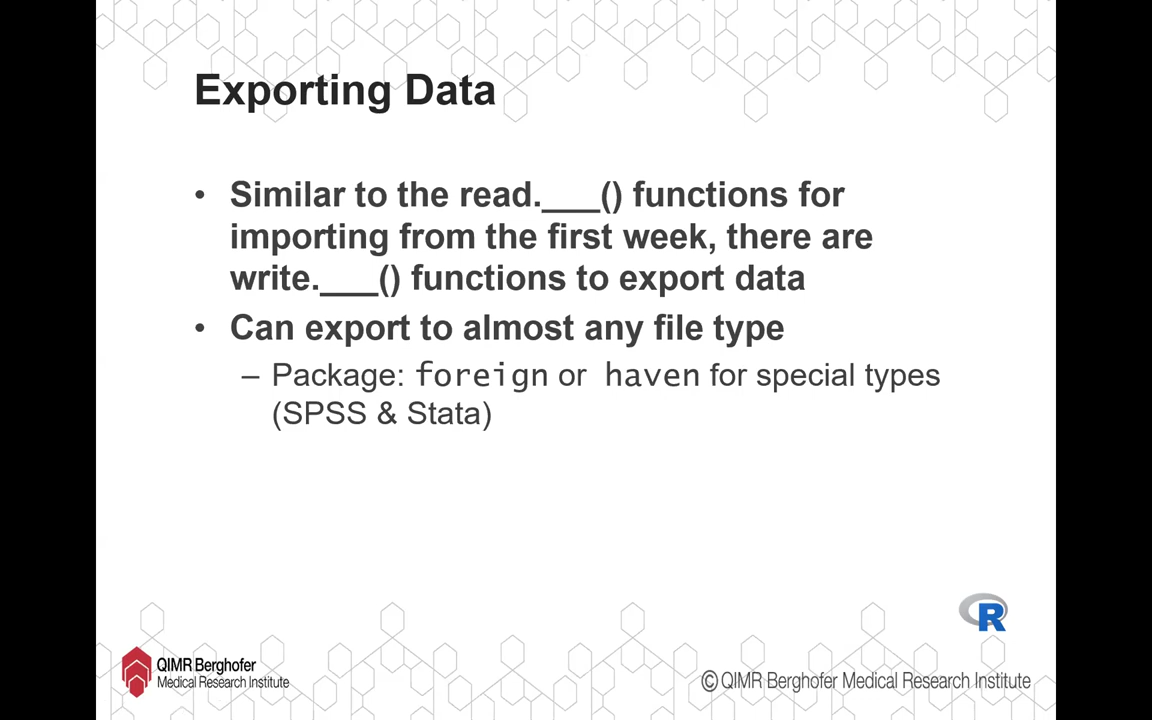 Exporting Data
• Similar to the read.___() functions for
importing from the first week, there are
write.___() functions to export data
• Can export to almost any file type
– Package: foreign or haven for special types
(SPSS & Stata)
R
QIMR Berghofer
Medical Research Institute
© QIMR Berghofer Medical Research Institute